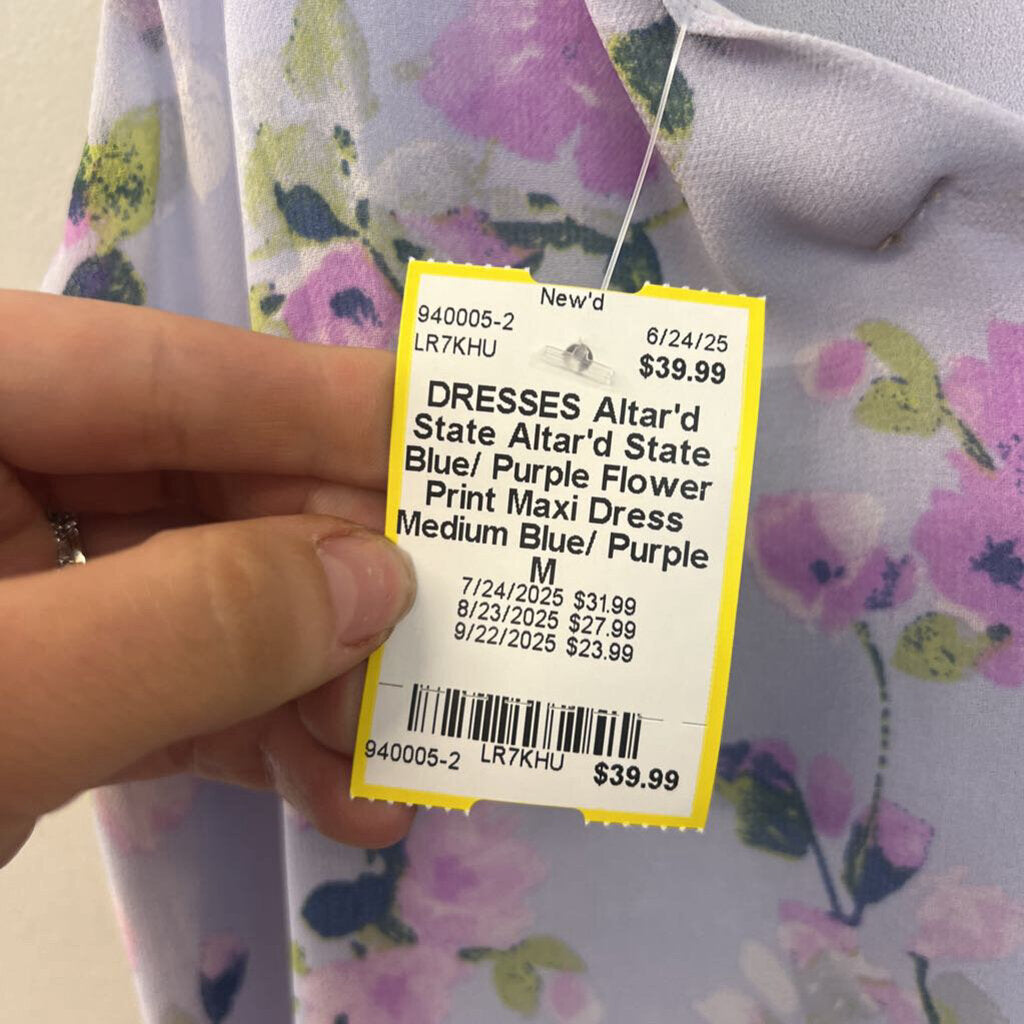 New'd
940005-2 6/24/25
LR7KHU $39.99
DRESSES Altar'd
State Altar'd State
Blue/ Purple Flower
Print Maxi Dress
Medium Blue/ Purple
M
7/24/2025 $31.99
8/23/2025 $27.99
9/22/2025 $23.99
940005-2 LR7KHU $39.99